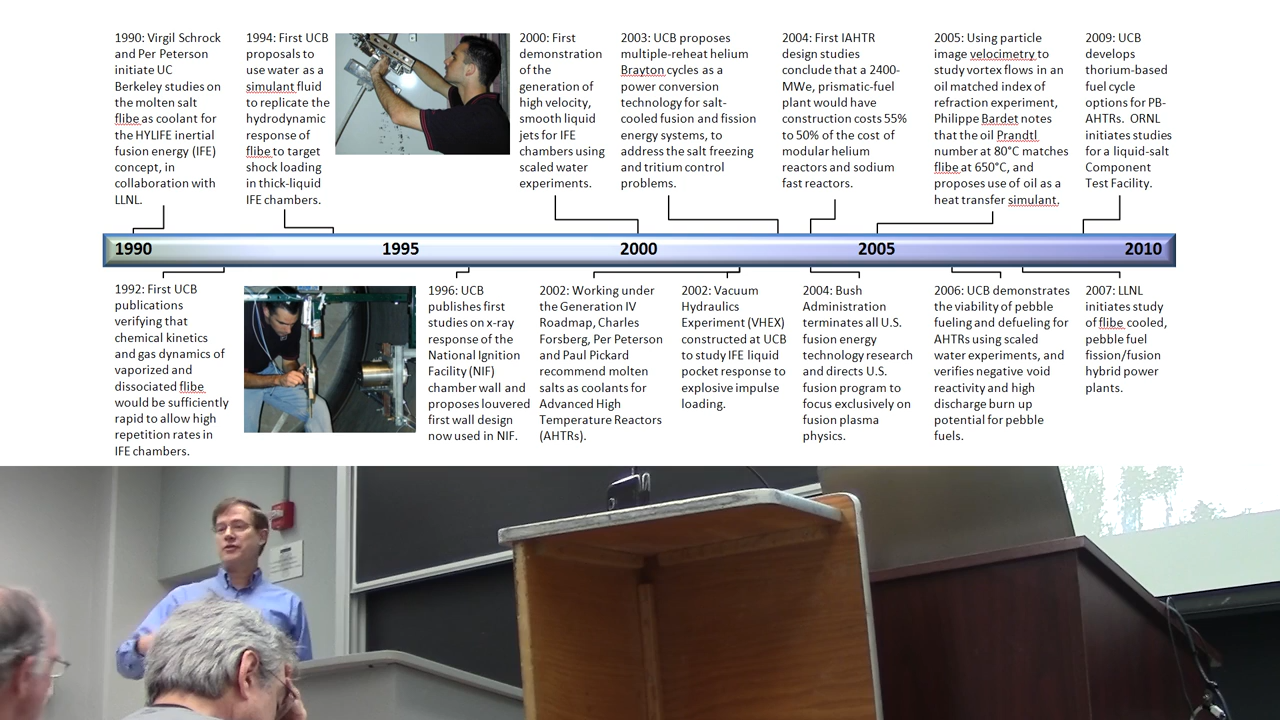 1990: Virgil Schrock
and Per Peterson
initiate UC
Berkeley studies on
the molten salt
flibe as coolant for
the HYLIFE inertial
fusion energy (IFE)
concept, in
collaboration with
LLNL.
1994: First UCB
proposals to
use water as a
simulant fluid
to replicate the
hydrodynamic
response of
flibe to target
shock loading
in thick-liquid
IFE chambers.
2000: First
demonstration
of the
generation of
high velocity,
smooth liquid
jets for IFE
chambers using
scaled water
experiments.
2003: UCB proposes
multiple-reheat helium
Brayton cycles as a
power conversion
technology for salt-
cooled fusion and fission
energy systems, to
address the salt freezing
and tritium control
problems.
2004: First IAHTR
design studies
conclude that a 2400-
MWe, prismatic-fuel
plant would have
construction costs 55%
to 50% of the cost of
modular helium
reactors and sodium
fast reactors.
2005: Using particle
image velocimetry to
study vortex flows in an
oil matched index of
refraction experiment,
Philippe Bardet notes
that the oil Prandtl
number at 80°C matches
flibe at 650°C, and
proposes use of oil as a
heat transfer simulant.
2009: UCB
develops
thorium-based
fuel cycle
options for PB-
AHTRs. ORNL
initiates studies
for a liquid-salt
Component
Test Facility.
1990 1995 2000 2005 2010
1992: First UCB
publications
verifying that
chemical kinetics
and gas dynamics of
vaporized and
dissociated flibe
would be sufficiently
rapid to allow high
repetition rates in
IFE chambers.
1996: UCB
publishes first
studies on x-ray
response of the
National Ignition
Facility (NIF)
chamber wall and
proposes louvered
first wall design
now used in NIF.
2002: Working under
the Generation IV
Roadmap, Charles
Forsberg, Per Peterson
and Paul Pickard
recommend molten
salts as coolants for
Advanced High
Temperature Reactors
(AHTRs).
2002: Vacuum
Hydraulics
Experiment (VHEX)
constructed at UCB
to study IFE liquid
pocket response to
explosive impulse
loading.
2004: Bush
Administration
terminates all U.S.
fusion energy
technology research
and directs U.S.
fusion program to
focus exclusively on
fusion plasma
physics.
2006: UCB demonstrates
the viability of pebble
fueling and defueling for
AHTRs using scaled
water experiments, and
verifies negative void
reactivity and high
discharge burn up
potential for pebble
fuels.
2007: LLNL
initiates study
of flibe cooled,
pebble fuel
fission/fusion
hybrid power
plants.